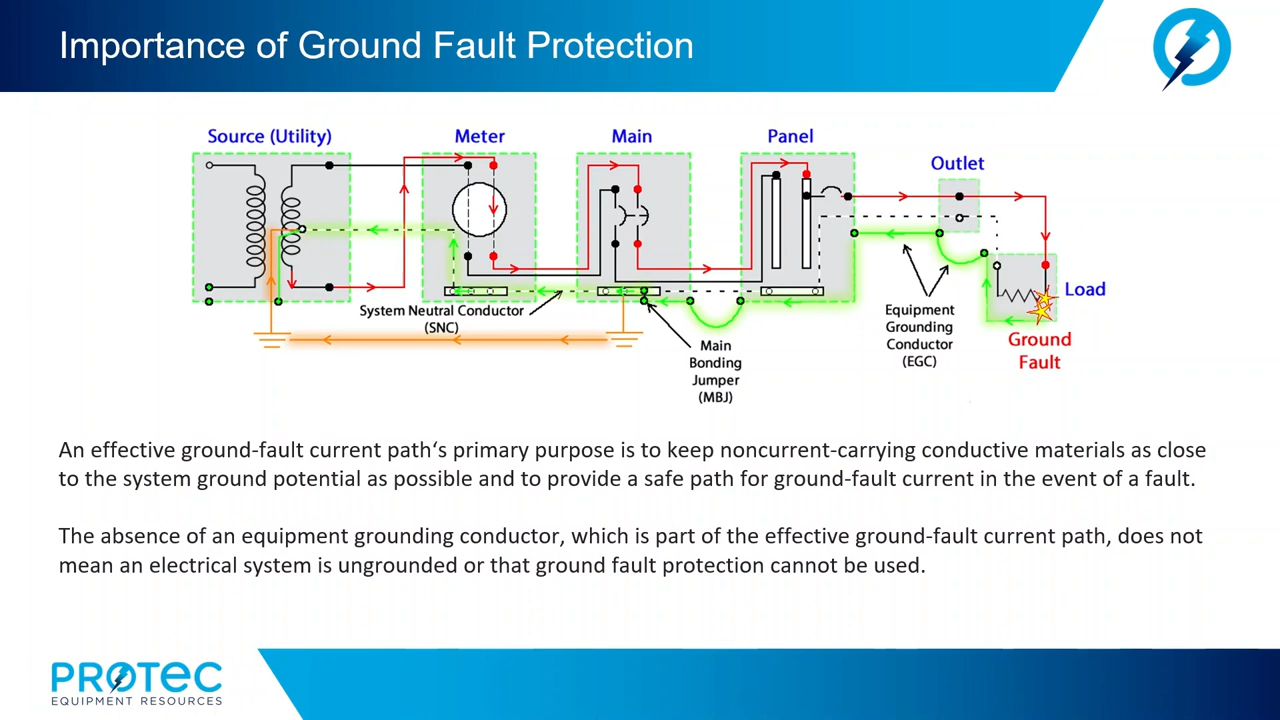 Importance of Ground Fault Protection
Source (Utility)
Meter
Main
Panel
Outlet
System Neutral Conductor
(SNC)
Main
Bonding
Jumper
(MBJ)
Equipment
Grounding
Conductor
(EGC)
Load
Ground
Fault
An effective ground-fault current path‘s primary purpose is to keep noncurrent-carrying conductive materials as close
to the system ground potential as possible and to provide a safe path for ground-fault current in the event of a fault.
The absence of an equipment grounding conductor, which is part of the effective ground-fault current path, does not
mean an electrical system is ungrounded or that ground fault protection cannot be used.
PROTEC
EQUIPMENT RESOURCES